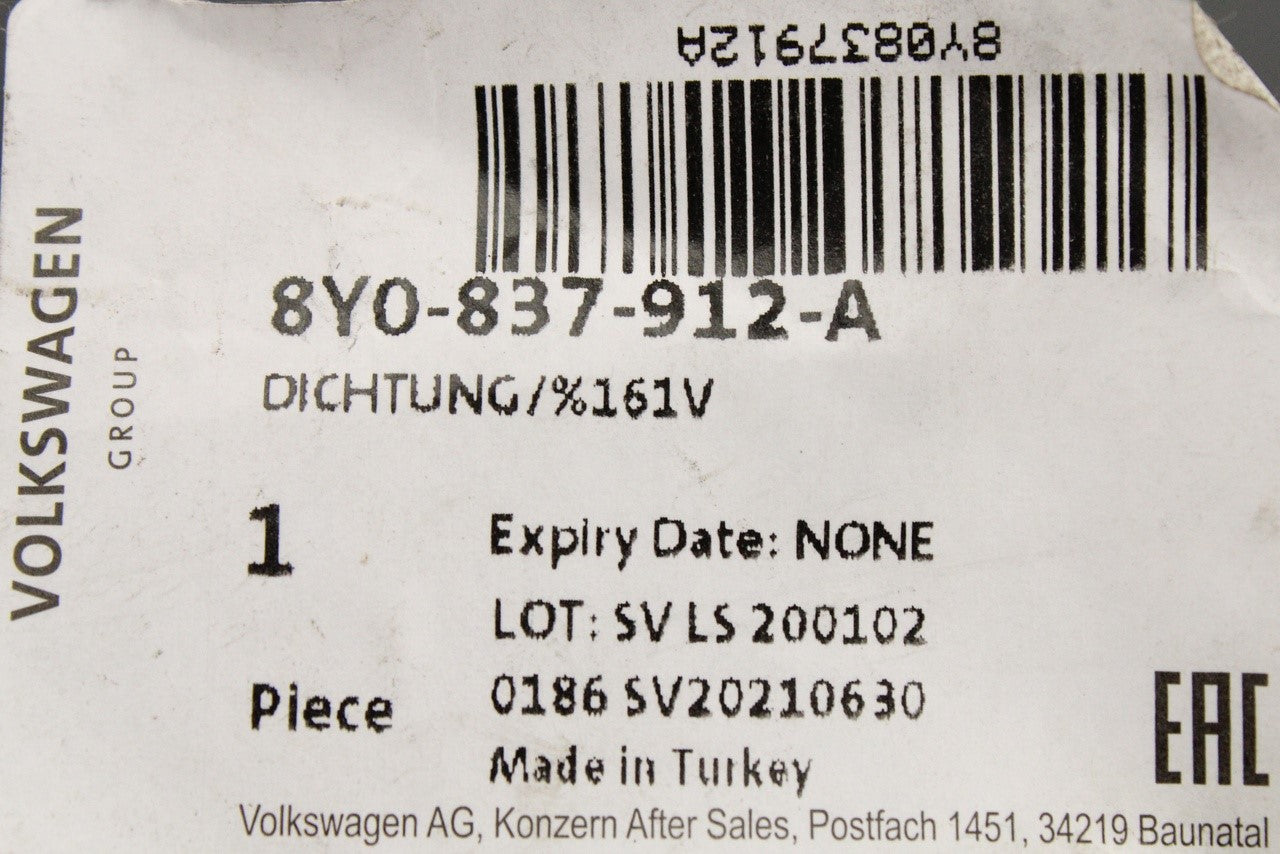 8Y0837912A
VOLKSWAGEN
GROUP
8Y0-837-912-A
DICHTUNG/%161V
1
Expiry Date: NONE
LOT: SV LS 200102
Piece
0186 SV20210630
Made in Turkey
EAC
Volkswagen AG, Konzern After Sales, Postfach 1451, 34219 Baunatal